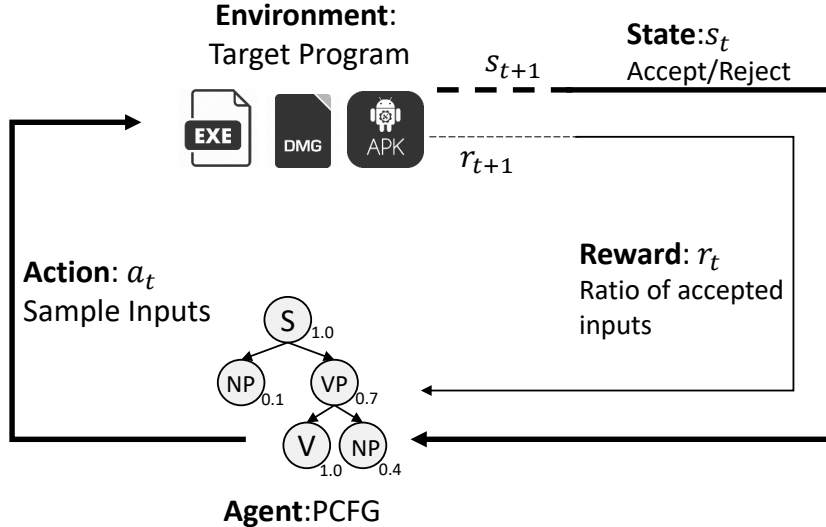 Environment:
Target Program
EXE
DMG
APK
s_{t+1}
r_{t+1}
State:s_t
Accept/Reject
Action: a_t
Sample Inputs
Reward: r_t
Ratio of accepted
inputs
S 1.0
NP 0.1
VP 0.7
V 1.0
NP 0.4
Agent:PCFG